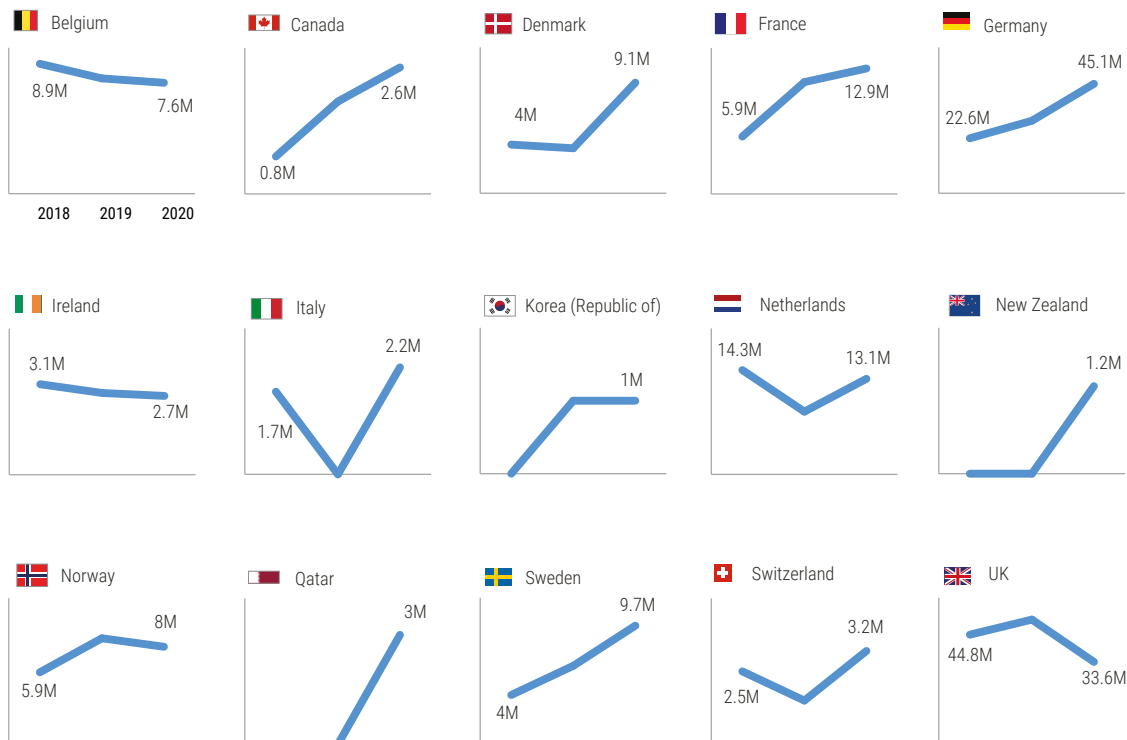 Belgium
8.9M
7.6M
2018 2019 2020
Canada
0.8M
2.6M
Denmark
4M
9.1M
France
5.9M
12.9M
Germany
22.6M
45.1M
Ireland
3.1M
2.7M
Italy
1.7M
2.2M
Korea (Republic of)
1M
Netherlands
14.3M
13.1M
New Zealand
1.2M
Norway
5.9M
8M
Qatar
3M
Sweden
4M
9.7M
Switzerland
2.5M
3.2M
UK
44.8M
33.6M